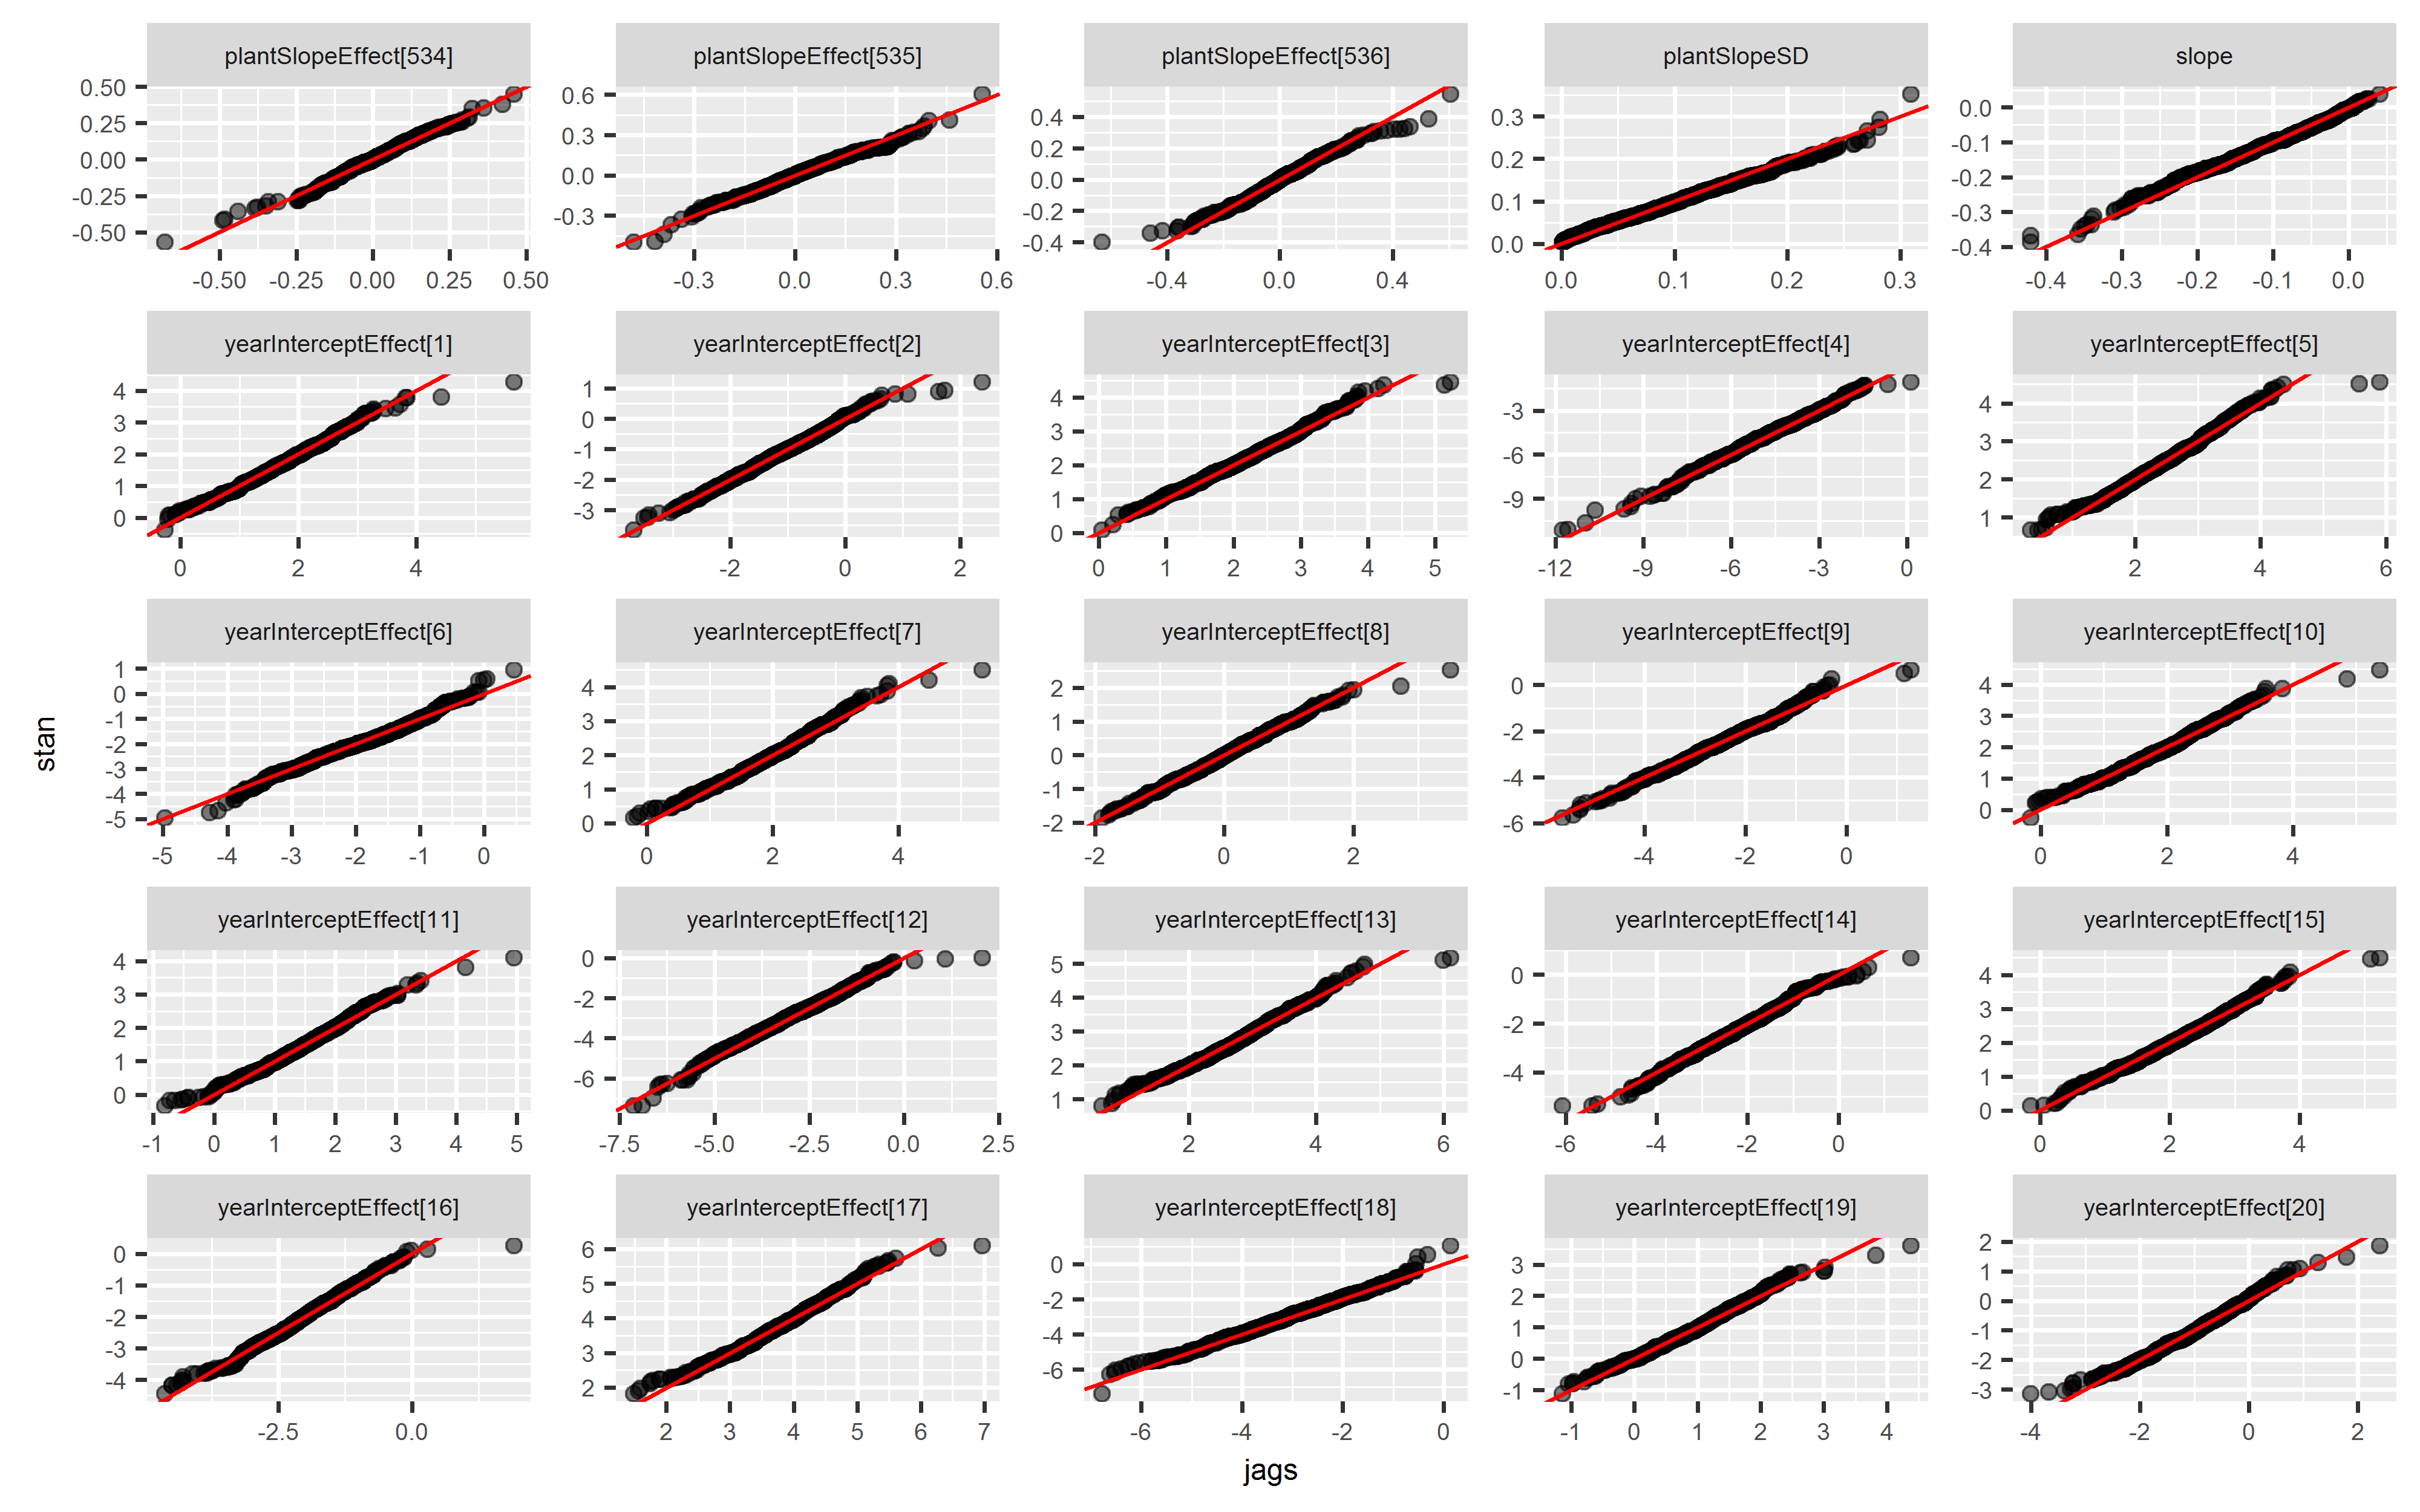 plantSlopeEffect[534] plantSlopeEffect[535] plantSlopeEffect[536] plantSlopeSD slope
0.50 0.25 0.00 -0.25 -0.50
0.6 0.3 0.0 -0.3
0.4 0.2 0.0 -0.2 -0.4
0.3 0.2 0.1 0.0
0.0 -0.1 -0.2 -0.3 -0.4
-0.50 -0.25 0.00 0.25 0.50
-0.3 0.0 0.3 0.6
-0.4 0.0 0.4
0.0 0.1 0.2 0.3
-0.4 -0.3 -0.2 -0.1 0.0
yearInterceptEffect[1] yearInterceptEffect[2] yearInterceptEffect[3] yearInterceptEffect[4] yearInterceptEffect[5]
4 3 2 1 0
1 0 -1 -2 -3
4 3 2 1 0
-3 -6 -9
4 3 2 1
0 2 4
-2 0 2
0 1 2 3 4 5
-12 -9 -6 -3 0
2 4 6
yearInterceptEffect[6] yearInterceptEffect[7] yearInterceptEffect[8] yearInterceptEffect[9] yearInterceptEffect[10]
1 0 -1 -2 -3 -4 -5
4 3 2 1 0
2 1 0 -1 -2
0 -2 -4 -6
4 3 2 1 0
-5 -4 -3 -2 -1 0
0 2 4
-2 0 2
-4 -2 0
0 2 4
stan
yearInterceptEffect[11] yearInterceptEffect[12] yearInterceptEffect[13] yearInterceptEffect[14] yearInterceptEffect[15]
4 3 2 1 0
0 -2 -4 -6
5 4 3 2 1
0 -2 -4
4 3 2 1 0
-1 0 1 2 3 4 5
-7.5 -5.0 -2.5 0.0 2.5
2 4 6
-6 -4 -2 0
0 2 4
yearInterceptEffect[16] yearInterceptEffect[17] yearInterceptEffect[18] yearInterceptEffect[19] yearInterceptEffect[20]
0 -1 -2 -3 -4
6 5 4 3 2
0 -2 -4 -6
3 2 1 0 -1
2 1 0 -1 -2 -3
-2.5 0.0
2 3 4 5 6 7
-6 -4 -2 0
-1 0 1 2 3 4
-4 -2 0 2
jags